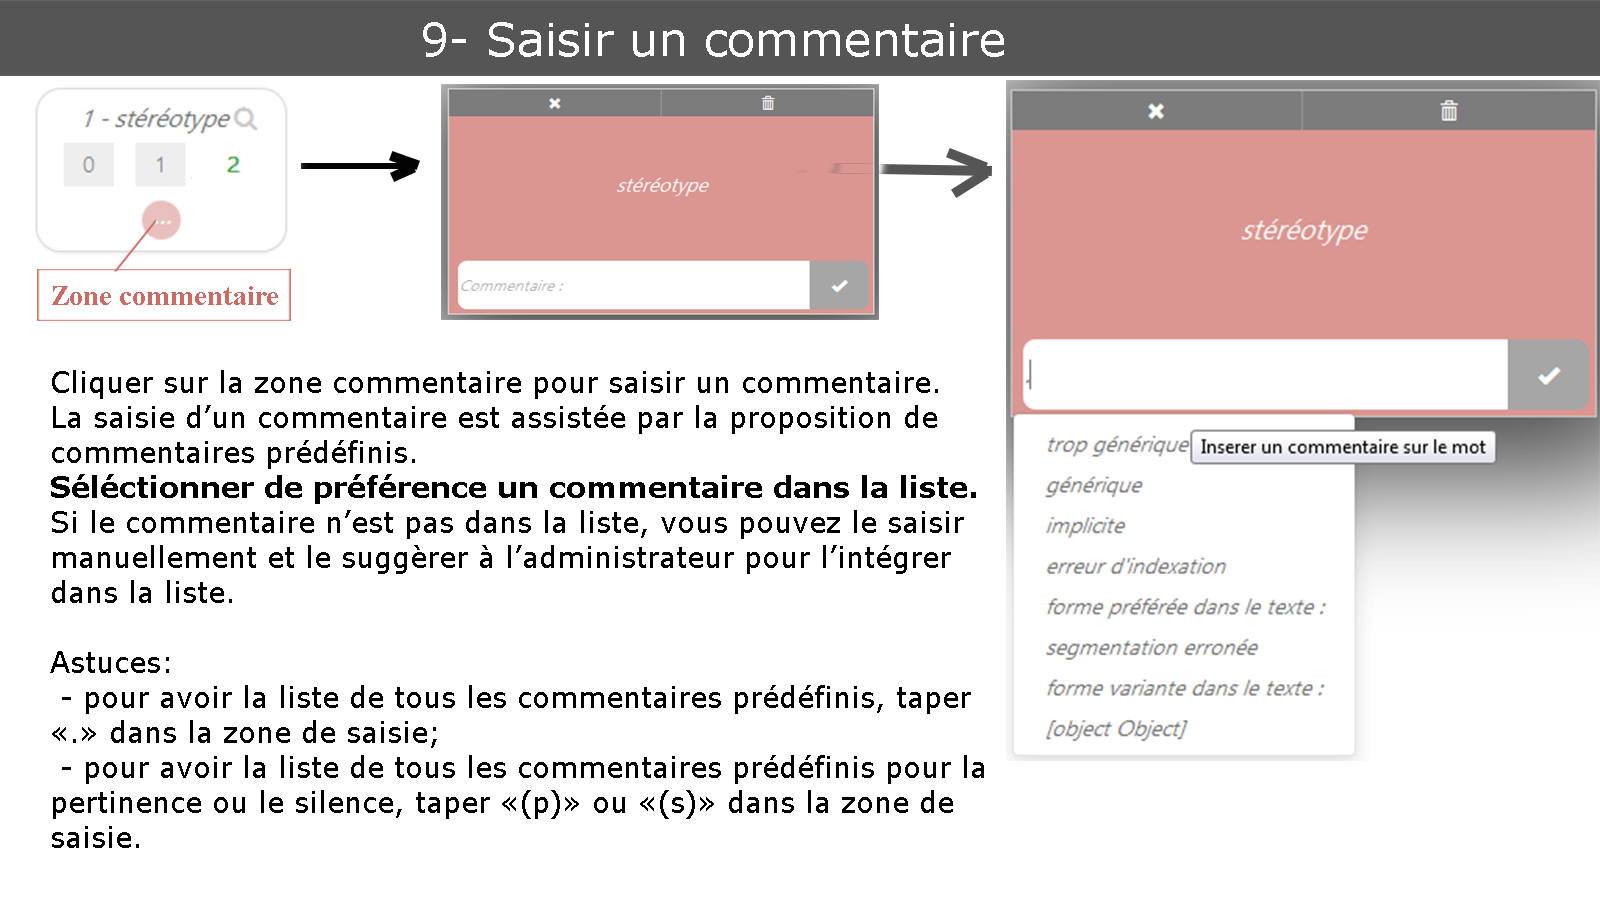 9- Saisir un commentaire
1 - stéréotype
0 1 2
...
Zone commentaire
stéréotype
Commentaire :
stéréotype
.
trop générique
Inserer un commentaire sur le mot
générique
implicite
erreur d'indexation
forme préférée dans le texte :
segmentation erronée
forme variante dans le texte :
[object Object]
Cliquer sur la zone commentaire pour saisir un commentaire.
La saisie d’un commentaire est assistée par la proposition de
commentaires prédéfinis.
Séléctionner de préférence un commentaire dans la liste.
Si le commentaire n’est pas dans la liste, vous pouvez le saisir
manuellement et le suggèrer à l’administrateur pour l’intégrer
dans la liste.
Astuces:
- pour avoir la liste de tous les commentaires prédéfinis, taper
«.» dans la zone de saisie;
- pour avoir la liste de tous les commentaires prédéfinis pour la
pertinence ou le silence, taper «(p)» ou «(s)» dans la zone de
saisie.